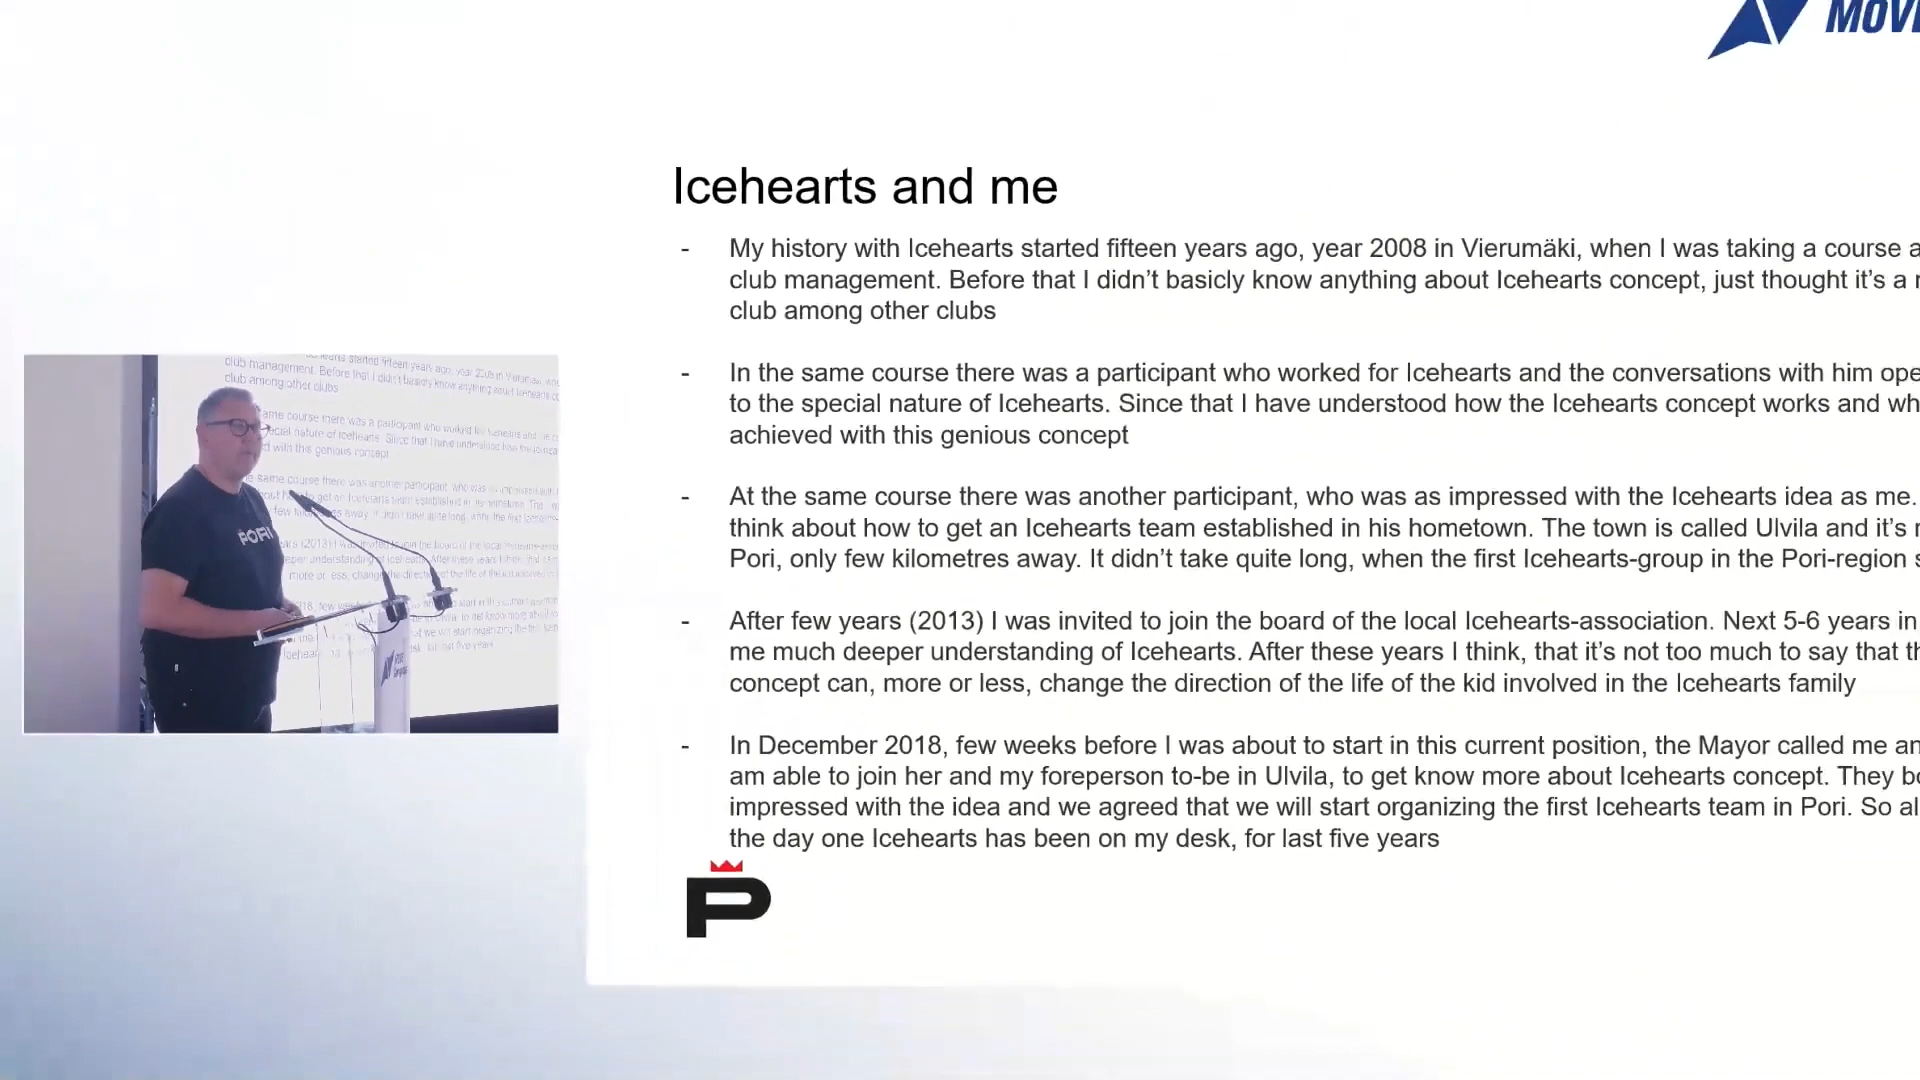 MOV
Icehearts and me
- My history with Icehearts started fifteen years ago, year 2008 in Vierumäki, when I was taking a course a
club management. Before that I didn't basicly know anything about Icehearts concept, just thought it's a
club among other clubs
- In the same course there was a participant who worked for Icehearts and the conversations with him ope
to the special nature of Icehearts. Since that I have understood how the Icehearts concept works and wh
achieved with this genious concept
- At the same course there was another participant, who was as impressed with the Icehearts idea as me.
think about how to get an Icehearts team established in his hometown. The town is called Ulvila and it's
Pori, only few kilometres away. It didn't take quite long, when the first Icehearts-group in the Pori-region s
- After few years (2013) I was invited to join the board of the local Icehearts-association. Next 5-6 years in
me much deeper understanding of Icehearts. After these years I think, that it's not too much to say that th
concept can, more or less, change the direction of the life of the kid involved in the Icehearts family
- In December 2018, few weeks before I was about to start in this current position, the Mayor called me an
am able to join her and my foreperson to-be in Ulvila, to get know more about Icehearts concept. They bo
impressed with the idea and we agreed that we will start organizing the first Icehearts team in Pori. So al
the day one Icehearts has been on my desk, for last five years
P